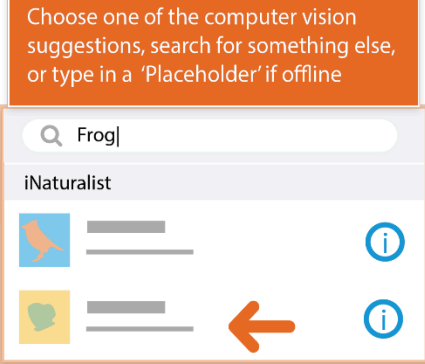 Choose one of the computer vision
suggestions, search for something else,
or type in a ‘Placeholder’ if offline
Frog
iNaturalist
i
i